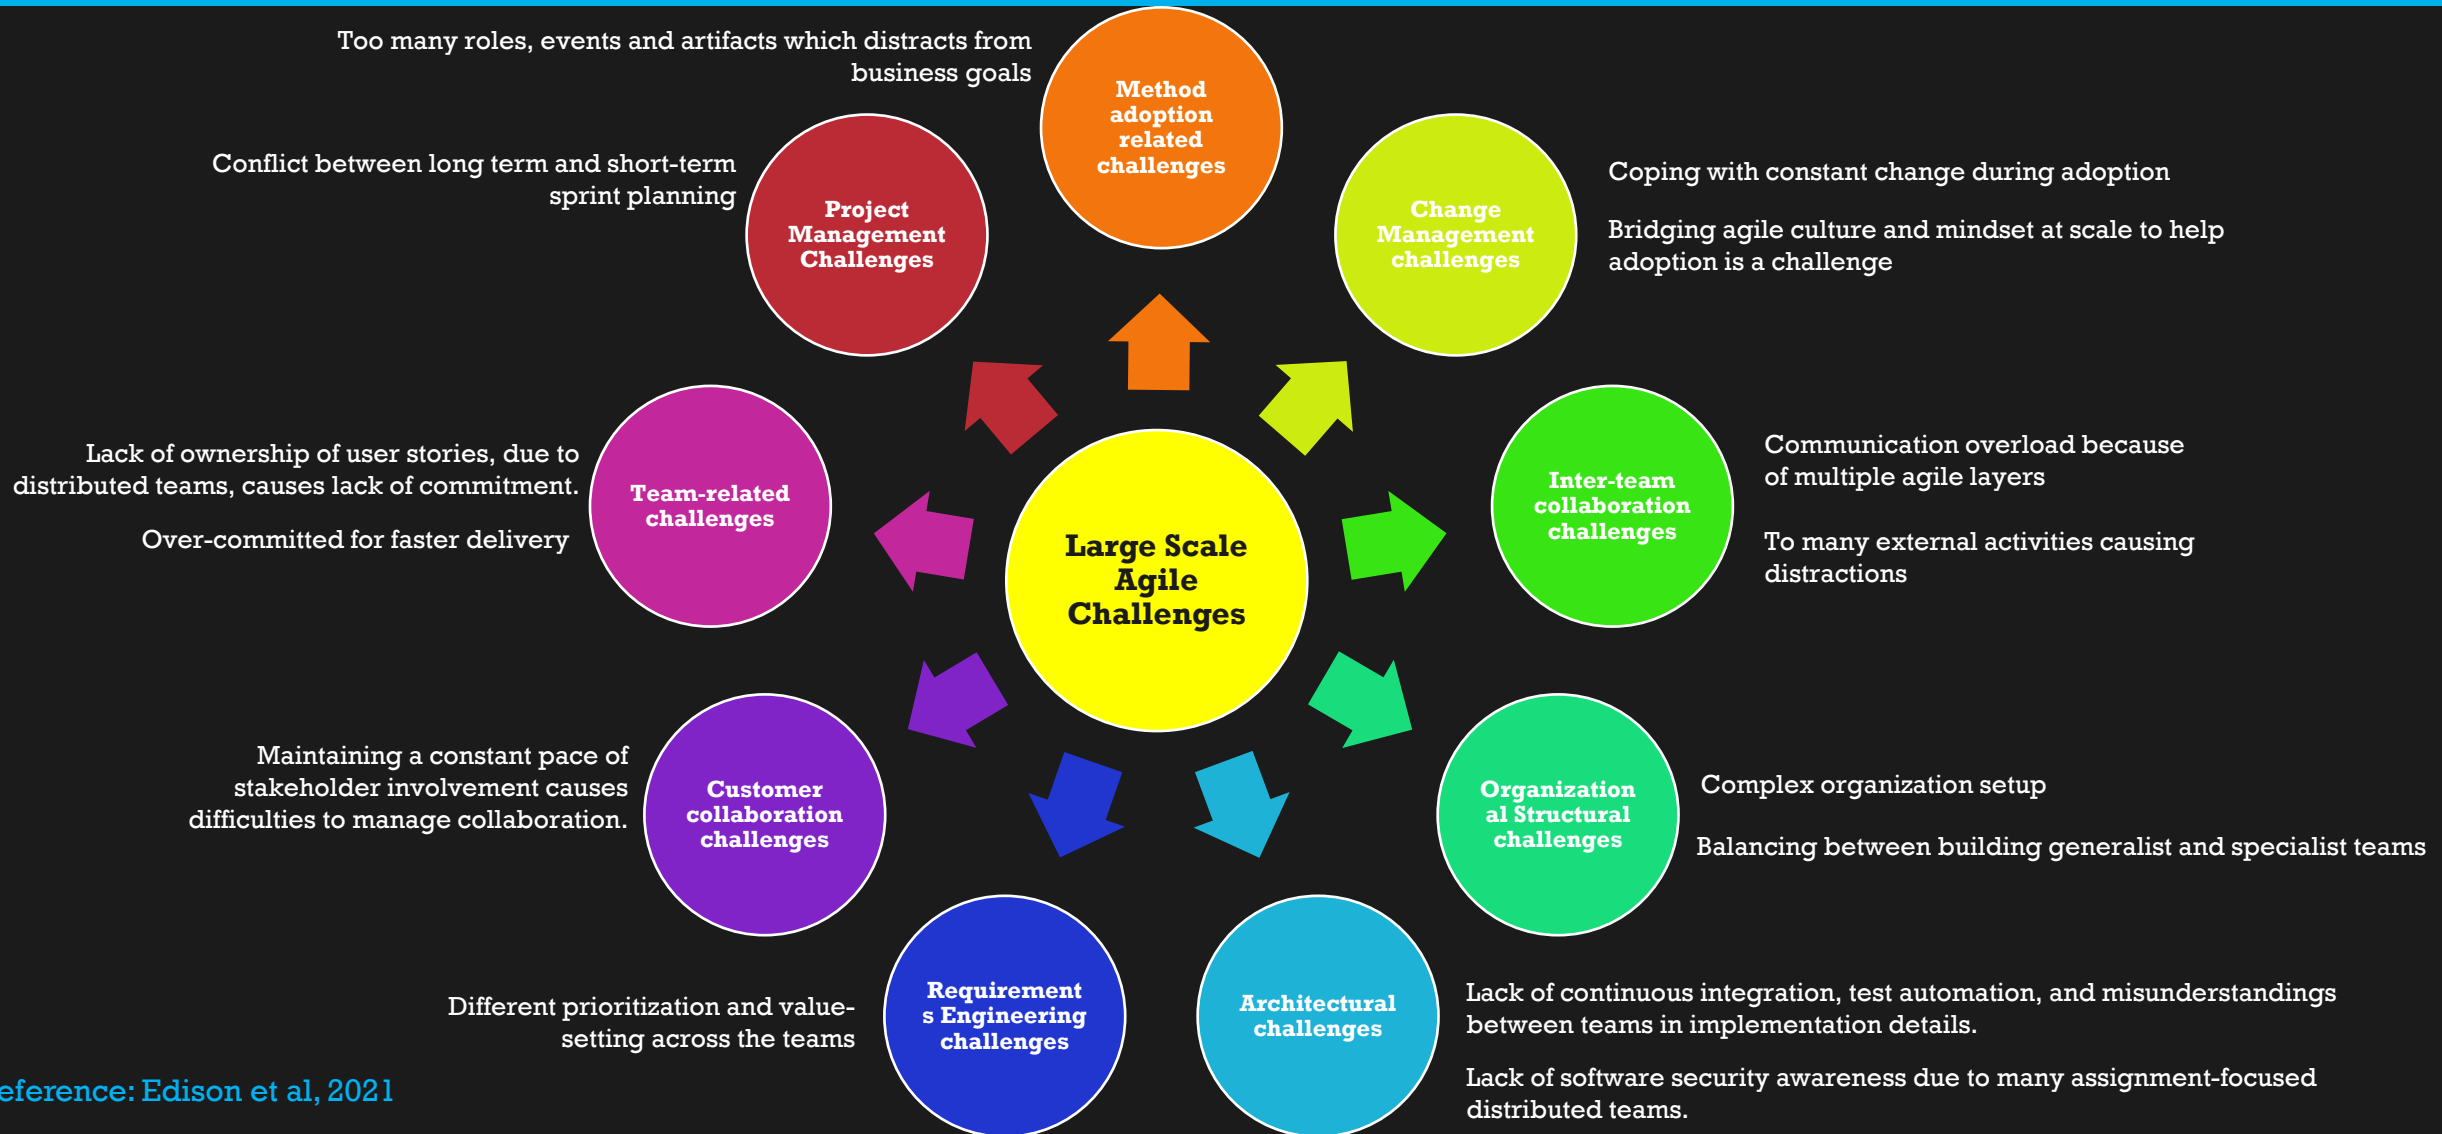 Too many roles, events and artifacts which distracts from
business goals
Method
adoption
related
challenges
Conflict between long term and short-term
sprint planning
Project
Management
Challenges
Change
Management
challenges
Coping with constant change during adoption
Bridging agile culture and mindset at scale to help
adoption is a challenge
Lack of ownership of user stories, due to
distributed teams, causes lack of commitment.
Over-committed for faster delivery
Team-related
challenges
Large Scale
Agile
Challenges
Inter-team
collaboration
challenges
Communication overload because
of multiple agile layers
To many external activities causing
distractions
Maintaining a constant pace of
stakeholder involvement causes
difficulties to manage collaboration.
Customer
collaboration
challenges
Organization
al Structural
challenges
Complex organization setup
Balancing between building generalist and specialist teams
Different prioritization and value-
setting across the teams
Requirement
s Engineering
challenges
Architectural
challenges
Lack of continuous integration, test automation, and misunderstandings
between teams in implementation details.
Lack of software security awareness due to many assignment-focused
distributed teams.
eference: Edison et al, 2021